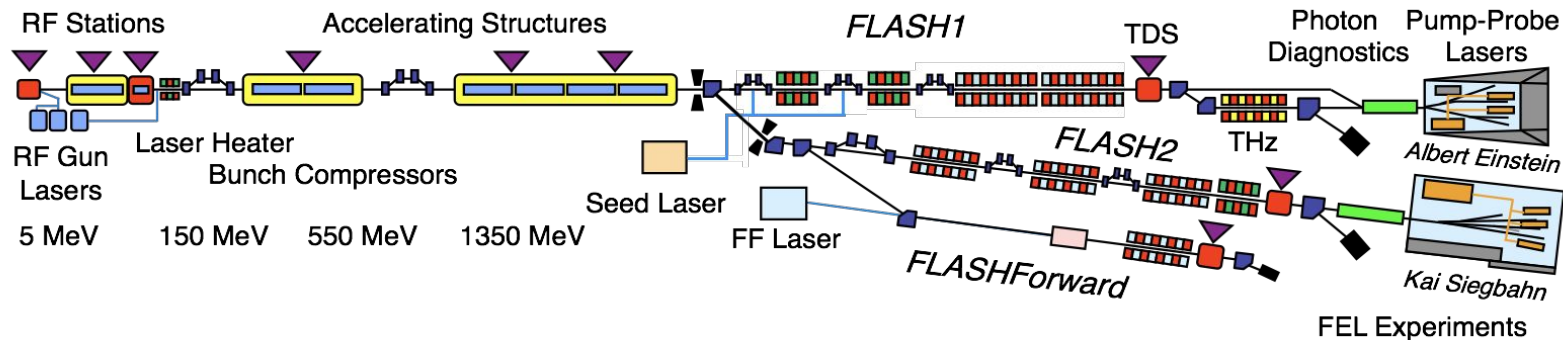 RF Stations
Accelerating Structures
FLASH1
TDS
Photon
Diagnostics
Pump-Probe
Lasers
RF Gun
Lasers
Laser Heater
Bunch Compressors
Seed Laser
FF Laser
FLASH2
THz
Albert Einstein
5 MeV
150 MeV
550 MeV
1350 MeV
FLASHForward
Kai Siegbahn
FEL Experiments